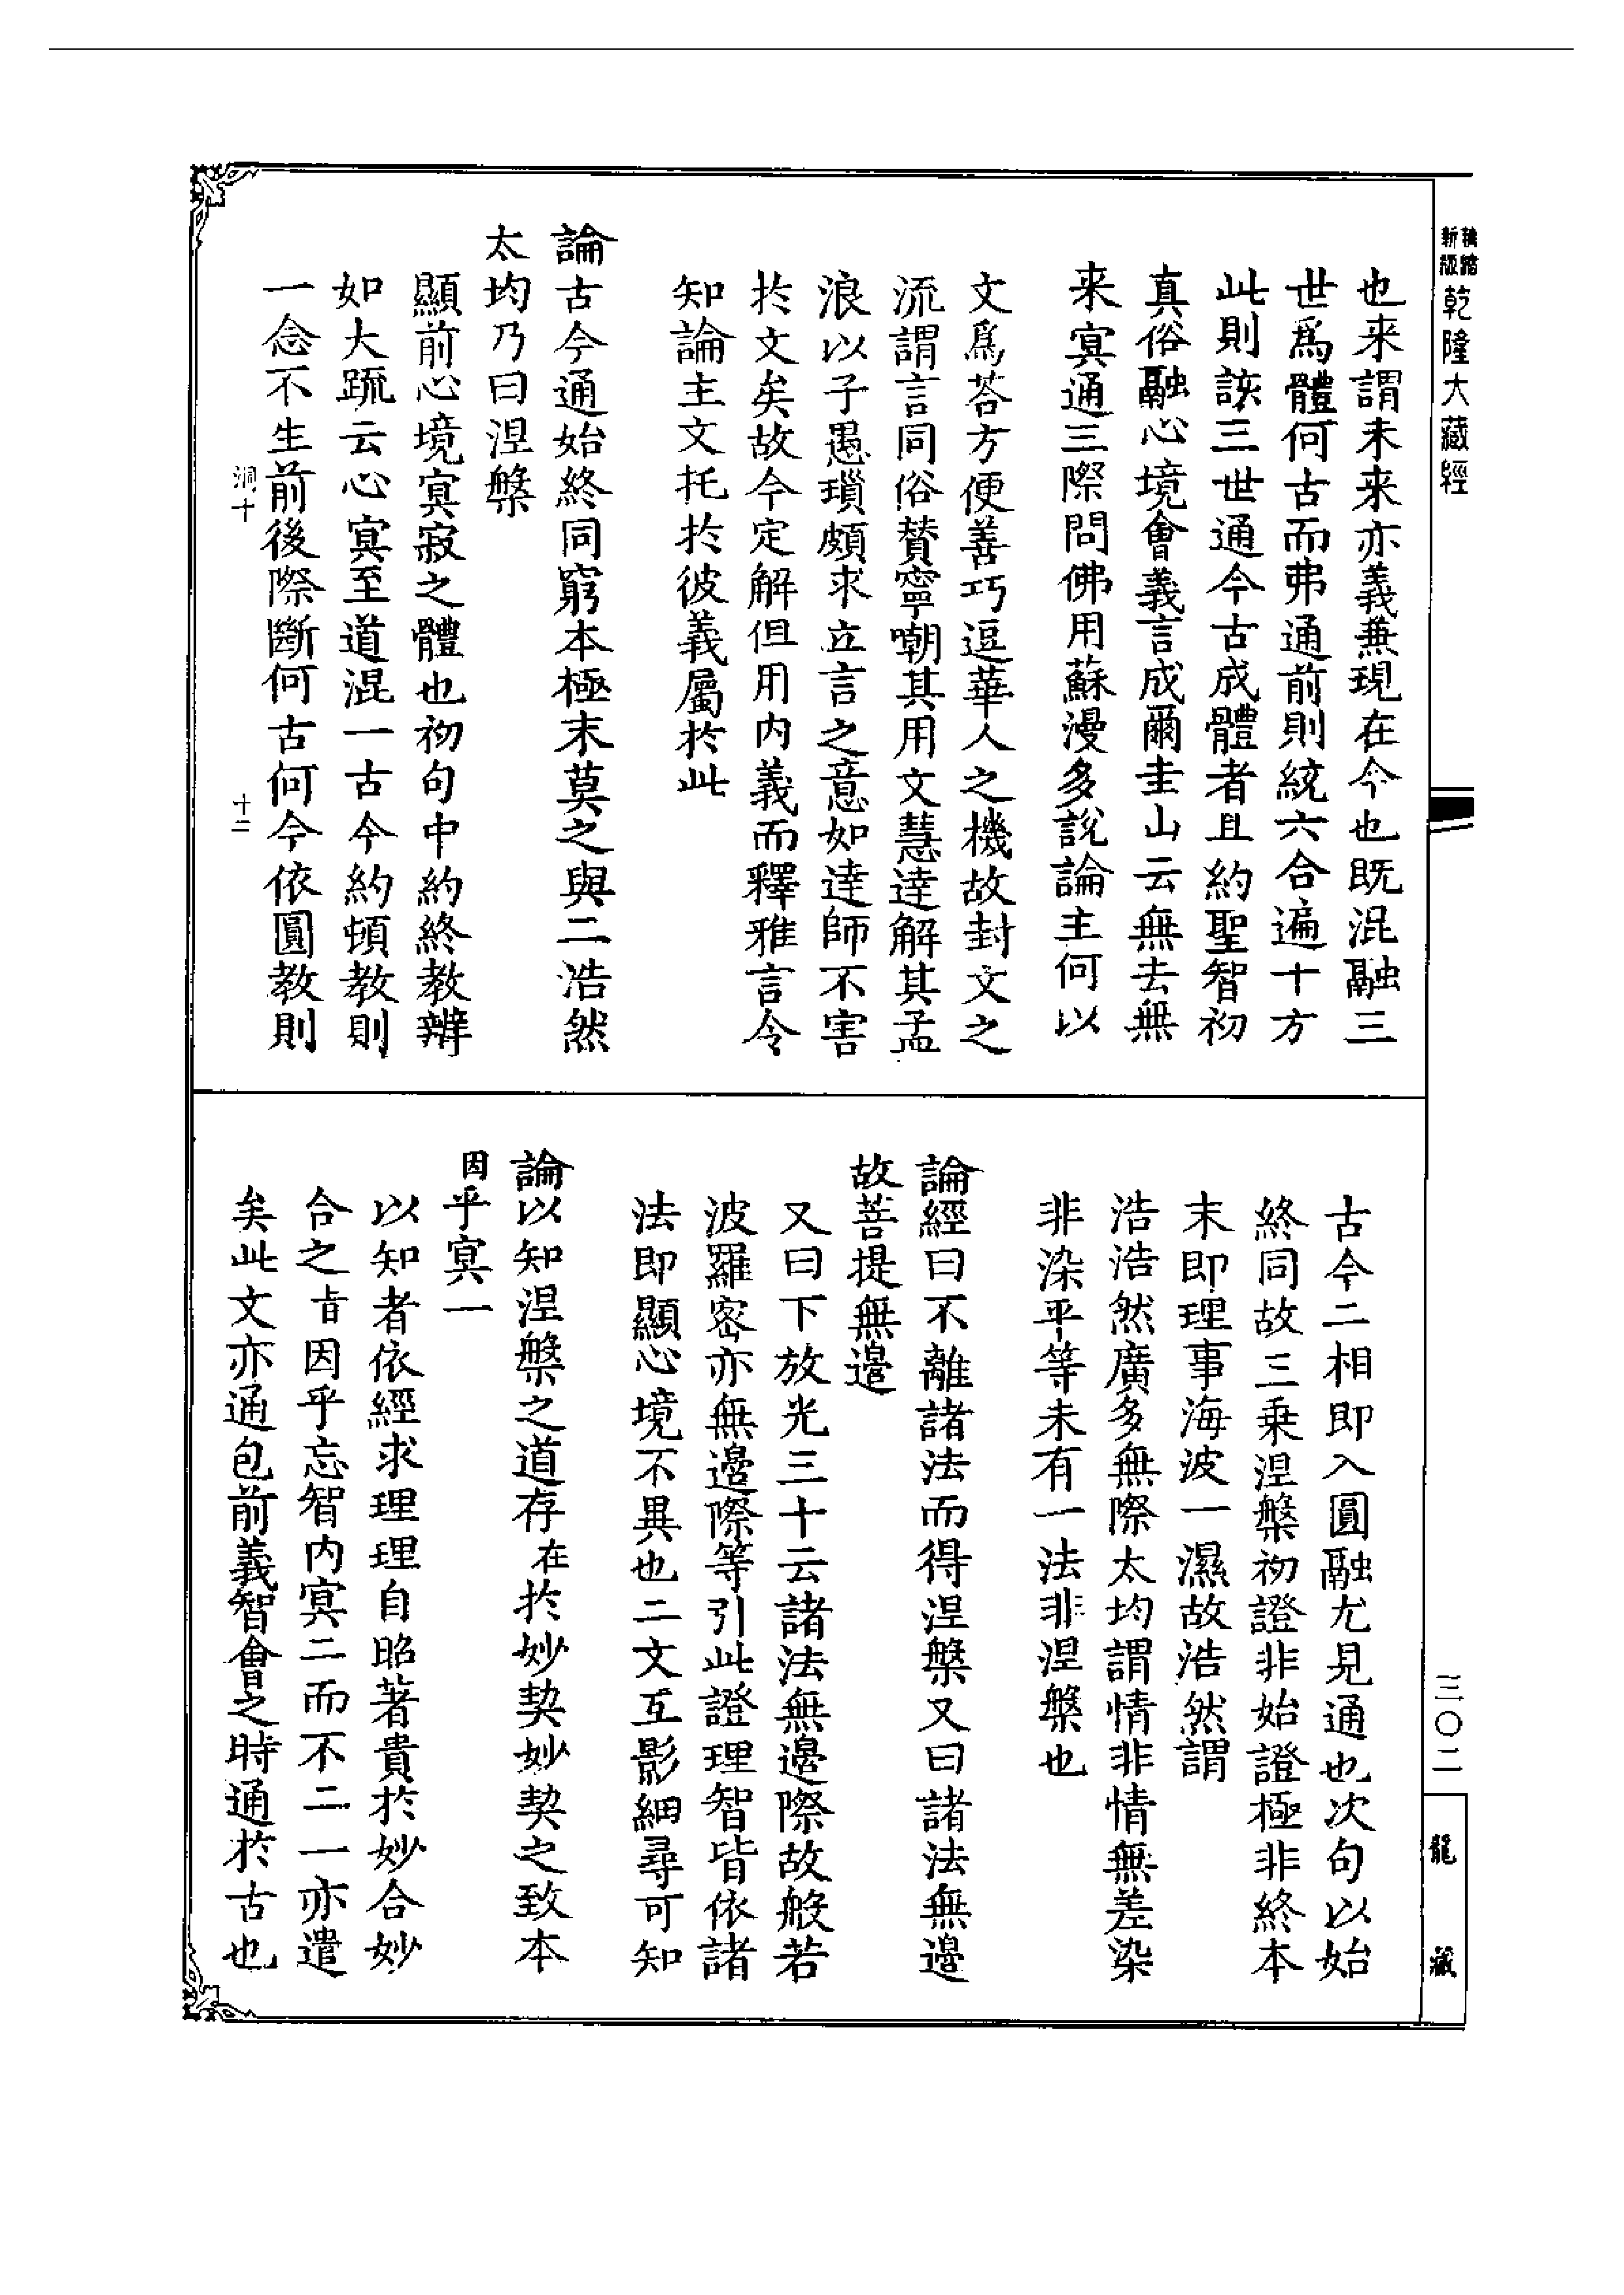 乾隆大藏經
也来謂未来亦義兼現在今也既混融三
世爲體何古而弗通前則統六合遍十方
此則該三世通今古成體者且約聖智初
真俗融心境會義言成爾圭山云無去無
来㝠通三際問佛用蘇漫多說論主何以
文爲荅方便善巧逗華人之機故封文之
流謂言同俗賛寧嘲其用文慧達解其孟
浪以子愚瑣頗求立言之意如達師不害
扵文矣故今定解但用内義而釋雅言令
知論主文托扵彼義屬扵此
論古今通始終同窮本極末莫之與二浩然
太均乃曰涅槃
顯前心境㝠寂之體也初句中約終教辨
如大䟽云心㝠至道混一古今約頓教則
一念不生前後際斷何古何今依圓教則
洞十 十二
古今二相即入圓融尤見通也次句以始
終同故三乗涅槃初證非始證極非終本
末即理事海波一濕故浩然謂
浩浩然廣多無際太均謂情非情無差染
非染平等未有一法非涅槃也
論經曰不離諸法而得涅槃又曰諸法無邊
故菩提無邊
又曰下放光三十云諸法無邊際故般若
波羅宻亦無邊際等引此證理智皆依諸
法即顯心境不異也二文互影細尋可知
論以知涅槃之道存在扵妙契妙契之致本
因乎㝠一
以知者依經求理理自昭著貴扵妙合妙
合之㫖因乎忘智内㝠二而不二一亦遣
矣此文亦通包前義智會之時通扵古也
三〇二
龍藏